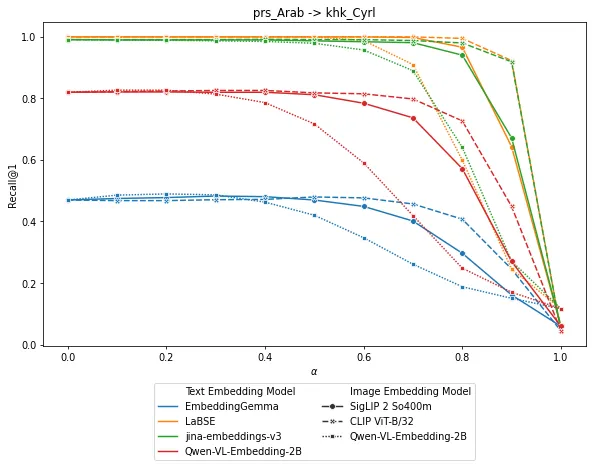 prs_Arab -> khk_Cyrl
Recall@1
1.0
0.8
0.6
0.4
0.2
0.0
0.0 0.2 0.4 0.6 0.8 1.0
α
Text Embedding Model Image Embedding Model
EmbeddingGemma SigLIP 2 So400m
LaBSE CLIP ViT-B/32
jina-embeddings-v3 Qwen-VL-Embedding-2B
Qwen-VL-Embedding-2B